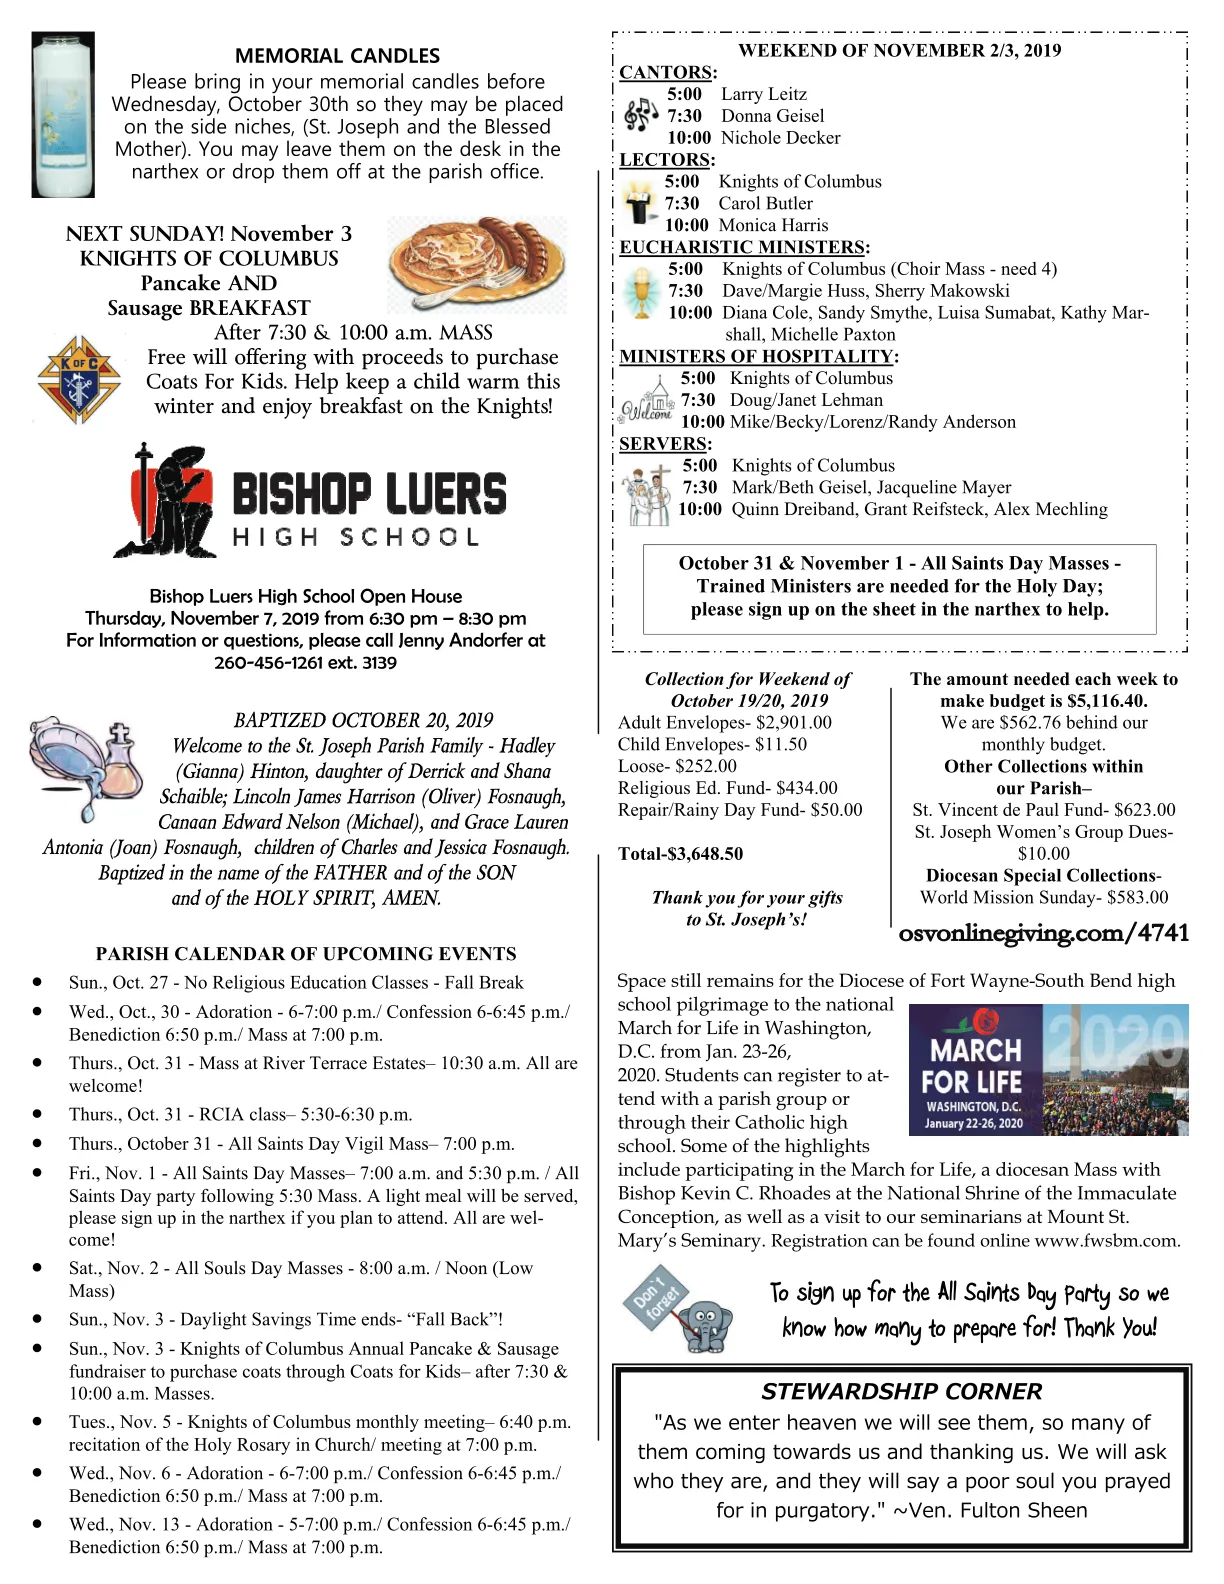 MEMORIAL CANDLES
Please bring in your memorial candles before
Wednesday, October 30th so they may be placed
on the side niches, (St. Joseph and the Blessed
Mother). You may leave them on the desk in the
narthex or drop them off at the parish office.
NEXT SUNDAY! November 3
KNIGHTS OF COLUMBUS
Pancake AND
Sausage BREAKFAST
After 7:30 & 10:00 a.m. MASS
Free will offering with proceeds to purchase
Coats For Kids. Help keep a child warm this
winter and enjoy breakfast on the Knights!
K OF C
BISHOP LUERS
HIGH SCHOOL
Bishop Luers High School Open House
Thursday, November 7, 2019 from 6:30 pm – 8:30 pm
For Information or questions, please call Jenny Andorfer at
260-456-1261 ext. 3139
BAPTIZED OCTOBER 20, 2019
Welcome to the St. Joseph Parish Family - Hadley
(Gianna) Hinton, daughter of Derrick and Shana
Schaible; Lincoln James Harrison (Oliver) Fosnaugh,
Canaan Edward Nelson (Michael), and Grace Lauren
Antonia (Joan) Fosnaugh, children of Charles and Jessica Fosnaugh.
Baptized in the name of the FATHER and of the SON
and of the HOLY SPIRIT, AMEN.
PARISH CALENDAR OF UPCOMING EVENTS
• Sun., Oct. 27 - No Religious Education Classes - Fall Break
• Wed., Oct., 30 - Adoration - 6-7:00 p.m./ Confession 6-6:45 p.m./
Benediction 6:50 p.m./ Mass at 7:00 p.m.
• Thurs., Oct. 31 - Mass at River Terrace Estates– 10:30 a.m. All are
welcome!
• Thurs., Oct. 31 - RCIA class– 5:30-6:30 p.m.
• Thurs., October 31 - All Saints Day Vigil Mass– 7:00 p.m.
• Fri., Nov. 1 - All Saints Day Masses– 7:00 a.m. and 5:30 p.m. / All
Saints Day party following 5:30 Mass. A light meal will be served,
please sign up in the narthex if you plan to attend. All are wel-
come!
• Sat., Nov. 2 - All Souls Day Masses - 8:00 a.m. / Noon (Low
Mass)
• Sun., Nov. 3 - Daylight Savings Time ends- “Fall Back”!
• Sun., Nov. 3 - Knights of Columbus Annual Pancake & Sausage
fundraiser to purchase coats through Coats for Kids– after 7:30 &
10:00 a.m. Masses.
• Tues., Nov. 5 - Knights of Columbus monthly meeting– 6:40 p.m.
recitation of the Holy Rosary in Church/ meeting at 7:00 p.m.
• Wed., Nov. 6 - Adoration - 6-7:00 p.m./ Confession 6-6:45 p.m./
Benediction 6:50 p.m./ Mass at 7:00 p.m.
• Wed., Nov. 13 - Adoration - 5-7:00 p.m./ Confession 6-6:45 p.m./
Benediction 6:50 p.m./ Mass at 7:00 p.m.
WEEKEND OF NOVEMBER 2/3, 2019
CANTORS:
5:00 Larry Leitz
7:30 Donna Geisel
10:00 Nichole Decker
LECTORS:
5:00 Knights of Columbus
7:30 Carol Butler
10:00 Monica Harris
EUCHARISTIC MINISTERS:
5:00 Knights of Columbus (Choir Mass - need 4)
7:30 Dave/Margie Huss, Sherry Makowski
10:00 Diana Cole, Sandy Smythe, Luisa Sumabat, Kathy Mar-
shall, Michelle Paxton
MINISTERS OF HOSPITALITY:
5:00 Knights of Columbus
7:30 Doug/Janet Lehman
Welcome
10:00 Mike/Becky/Lorenz/Randy Anderson
SERVERS:
5:00 Knights of Columbus
7:30 Mark/Beth Geisel, Jacqueline Mayer
10:00 Quinn Dreiband, Grant Reifsteck, Alex Mechling
October 31 & November 1 - All Saints Day Masses -
Trained Ministers are needed for the Holy Day;
please sign up on the sheet in the narthex to help.
Collection for Weekend of
October 19/20, 2019
Adult Envelopes- $2,901.00
Child Envelopes- $11.50
Loose- $252.00
Religious Ed. Fund- $434.00
Repair/Rainy Day Fund- $50.00
Total-$3,648.50
Thank you for your gifts
to St. Joseph’s!
The amount needed each week to
make budget is $5,116.40.
We are $562.76 behind our
monthly budget.
Other Collections within
our Parish–
St. Vincent de Paul Fund- $623.00
St. Joseph Women’s Group Dues-
$10.00
Diocesan Special Collections-
World Mission Sunday- $583.00
osvonlinegiving.com/4741
Space still remains for the Diocese of Fort Wayne-South Bend high
school pilgrimage to the national
March for Life in Washington,
D.C. from Jan. 23-26,
2020. Students can register to at-
tend with a parish group or
through their Catholic high
school. Some of the highlights
include participating in the March for Life, a diocesan Mass with
Bishop Kevin C. Rhoades at the National Shrine of the Immaculate
Conception, as well as a visit to our seminarians at Mount St.
Mary’s Seminary. Registration can be found online www.fwsbm.com.
2020
MARCH
FOR LIFE
WASHINGTON, D.C.
January 22-26, 2020
Don't
forget
To sign up for the All Saints Day Party so we
know how many to prepare for! Thank You!
STEWARDSHIP CORNER
"As we enter heaven we will see them, so many of
them coming towards us and thanking us. We will ask
who they are, and they will say a poor soul you prayed
for in purgatory." ~Ven. Fulton Sheen